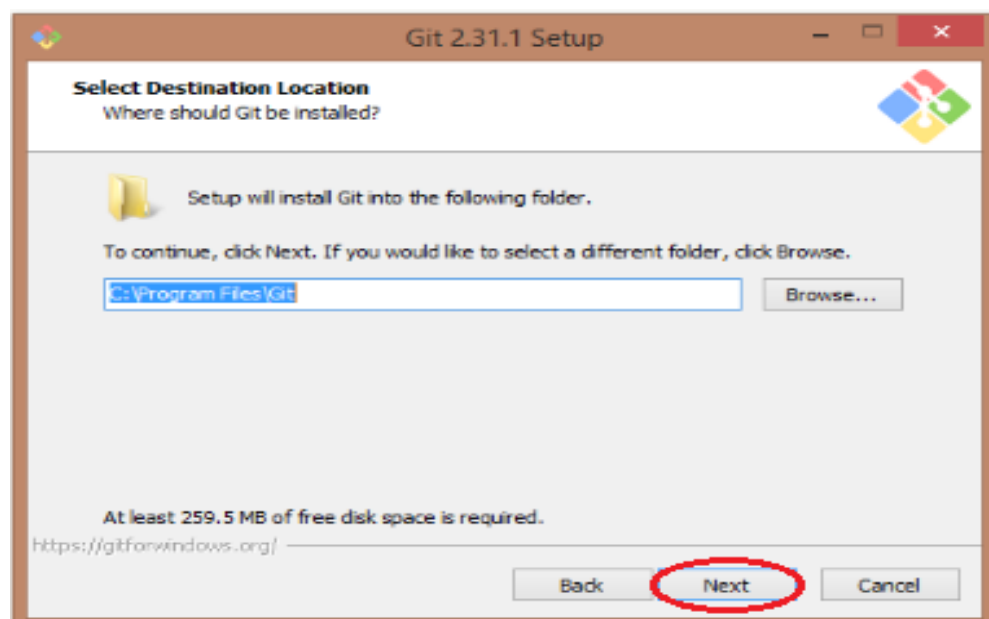 Git 2.31.1 Setup
Select Destination Location
Where should Git be installed?
Setup will install Git into the following folder.
To continue, click Next. If you would like to select a different folder, click Browse.
C:\Program Files\Git
Browse...
At least 259.5 MB of free disk space is required.
https://gitforwindows.org/
Back
Next
Cancel